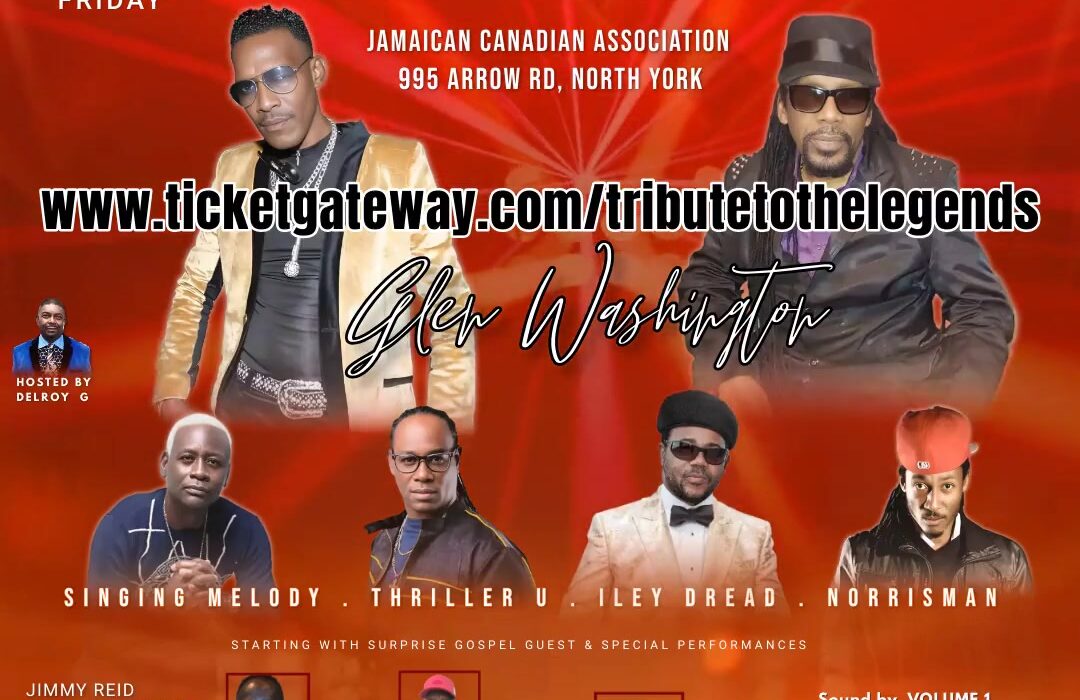 FRIDAY
JAMAICAN CANADIAN ASSOCIATION
995 ARROW RD, NORTH YORK
www.ticketgateway.com/tributetothelegends
Glen Washington
HOSTED BY
DELROY G
SINGING MELODY . THRILLER U . ILEY DREAD . NORRISMAN
STARTING WITH SURPRISE GOSPEL GUEST & SPECIAL PERFORMANCES
JIMMY REID
Sound by VOLUME 1